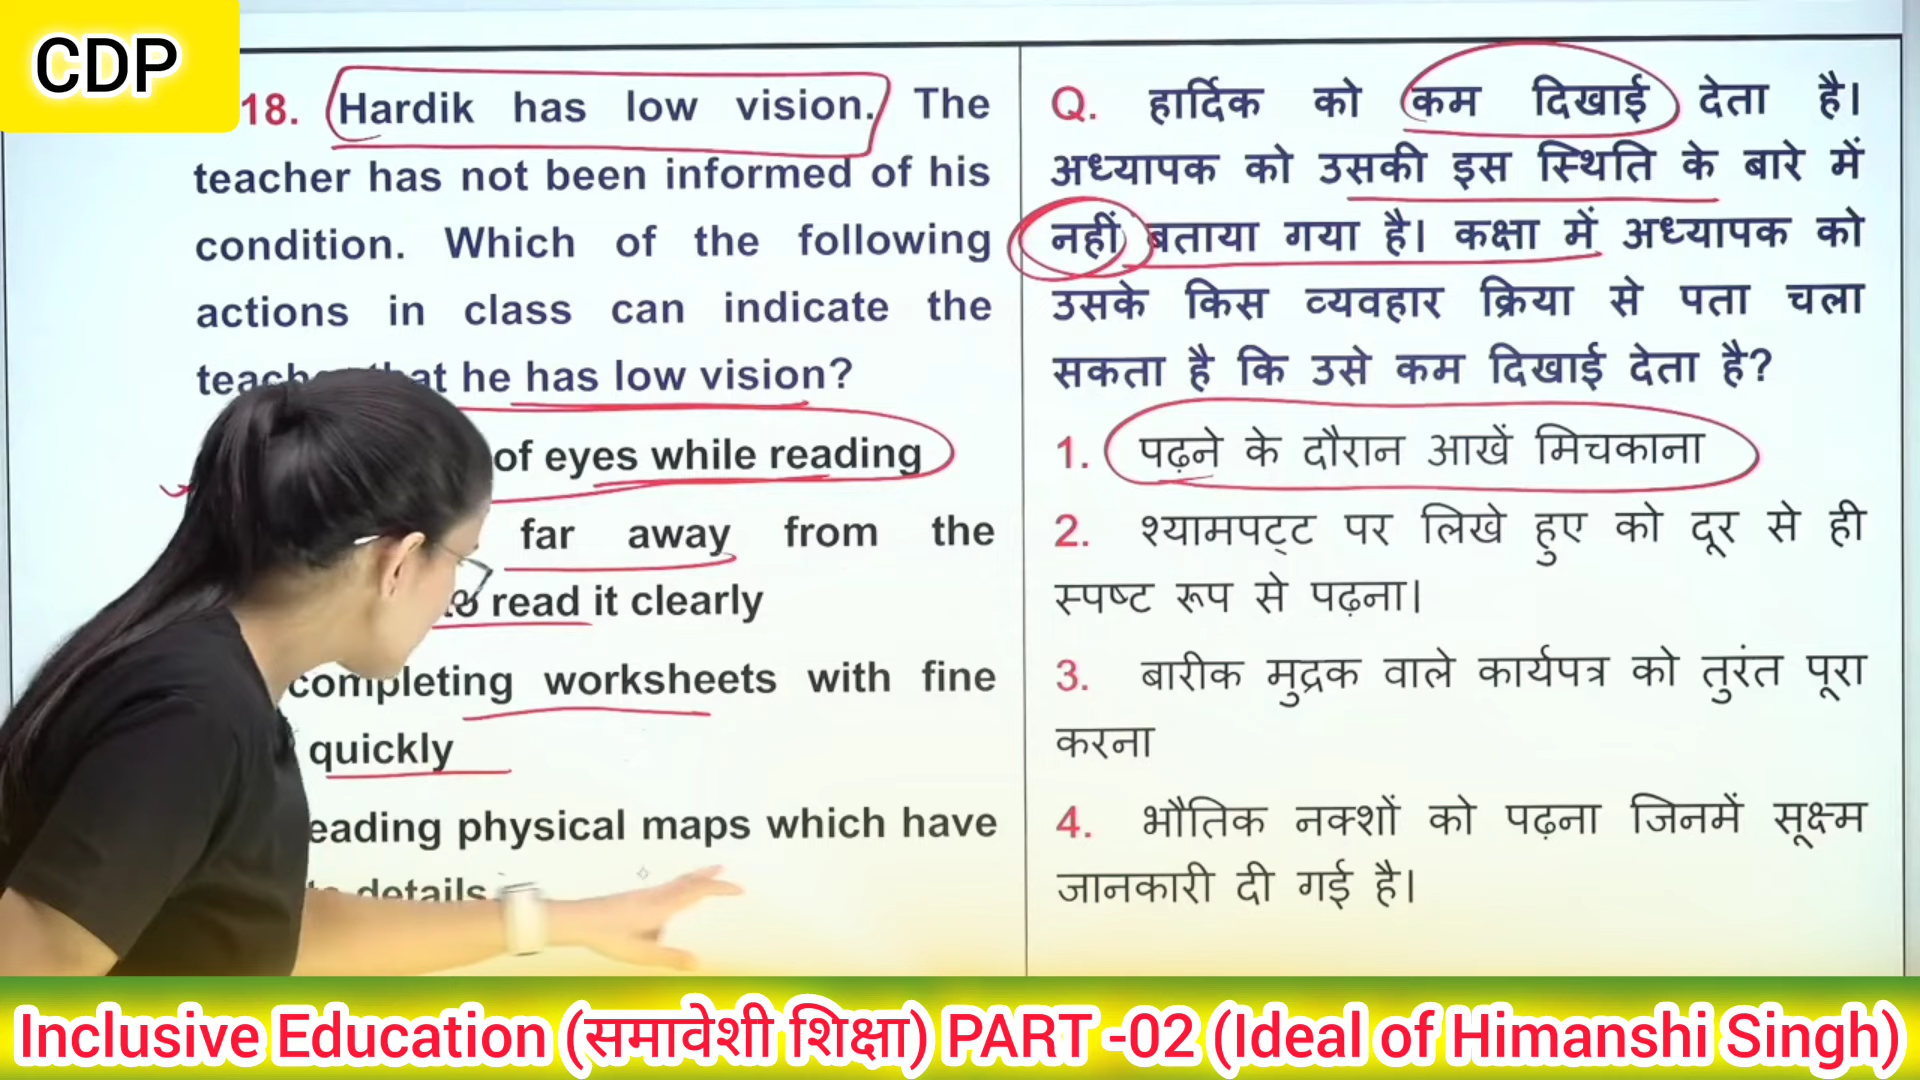 CDP
18. Hardik has low vision. The
teacher has not been informed of his
condition. Which of the following
actions in class can indicate the
that he has low vision?
of eyes while reading
far away from the
to read it clearly
completing worksheets with fine
quickly
eading physical maps which have
details
Q. हार्दिक को कम दिखाई देता है।
अध्यापक को उसकी इस स्थिति के बारे में
नहीं बताया गया है। कक्षा में अध्यापक को
उसके किस व्यवहार क्रिया से पता चला
सकता है कि उसे कम दिखाई देता है?
1. पढ़ने के दौरान आखें मिचकाना
2. श्यामपट्ट पर लिखे हुए को दूर से ही
स्पष्ट रूप से पढ़ना।
3. बारीक मुद्रक वाले कार्यपत्र को तुरंत पूरा
करना
4. भौतिक नक्शों को पढ़ना जिनमें सूक्ष्म
जानकारी दी गई है।
Inclusive Education (समावेशी शिक्षा) PART -02 (Ideal of Himanshi Singh)